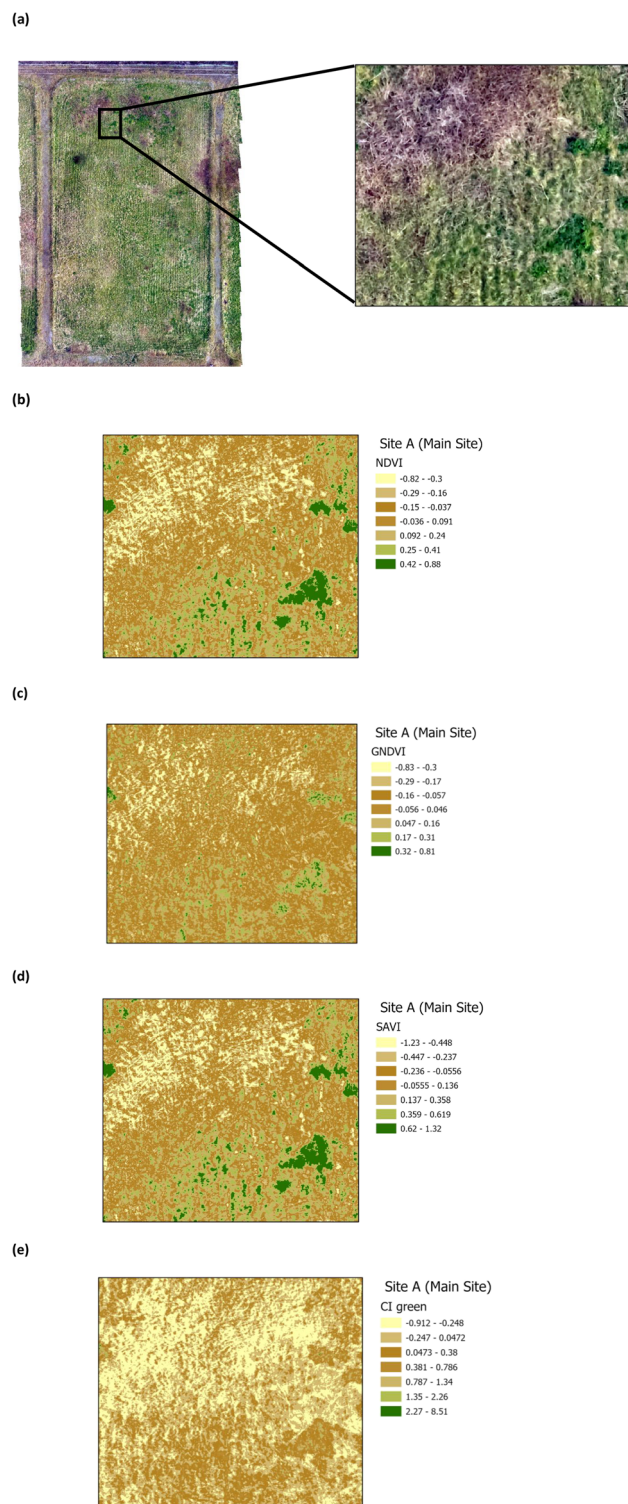 (a)
(b)
Site A (Main Site)
NDVI
-0.82 - -0.3
-0.29 - -0.16
-0.15 - -0.037
-0.036 - 0.091
0.092 - 0.24
0.25 - 0.41
0.42 - 0.88
(c)
Site A (Main Site)
GNDVI
-0.83 - -0.3
-0.29 - -0.17
-0.16 - -0.057
-0.056 - 0.046
0.047 - 0.16
0.17 - 0.31
0.32 - 0.81
(d)
Site A (Main Site)
SAVI
-1.23 - -0.448
-0.447 - -0.237
-0.236 - -0.0556
-0.0555 - 0.136
0.137 - 0.358
0.359 - 0.619
0.62 - 1.32
(e)
Site A (Main Site)
CI green
-0.912 - -0.248
-0.247 - 0.0472
0.0473 - 0.38
0.381 - 0.786
0.787 - 1.34
1.35 - 2.26
2.27 - 8.51